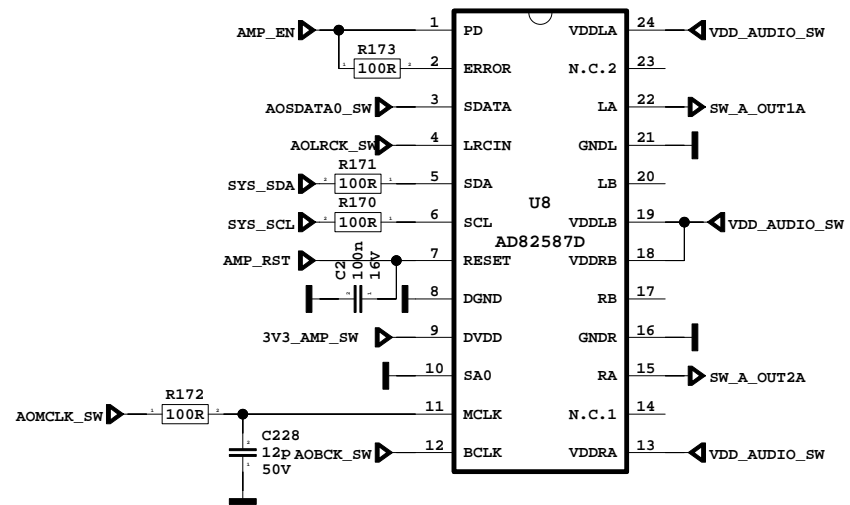 AMP_EN 1 PD VDDLA 24 VDD_AUDIO_SW
R173
1 100R 2 2 ERROR N.C.2 23
AOSDATA0_SW 3 SDATA LA 22 SW_A_OUT1A
AOLRCK_SW 4 LRCIN GNDL 21
R171
SYS_SDA 2 100R 1 5 SDA LB 20
R170
U8
SYS_SCL 2 100R 1 6 SCL VDDLB 19 VDD_AUDIO_SW
AD82587D
AMP_RST 7 RESET VDDRB 18
C2
100n
16V
2 1
8 DGND RB 17
3V3_AMP_SW 9 DVDD GNDR 16
10 SA0 RA 15 SW_A_OUT2A
R172
AOMCLK_SW 1 100R 2 11 MCLK N.C.1 14
C228
2
12p
1
50V
AOBCK_SW 12 BCLK VDDRA 13 VDD_AUDIO_SW